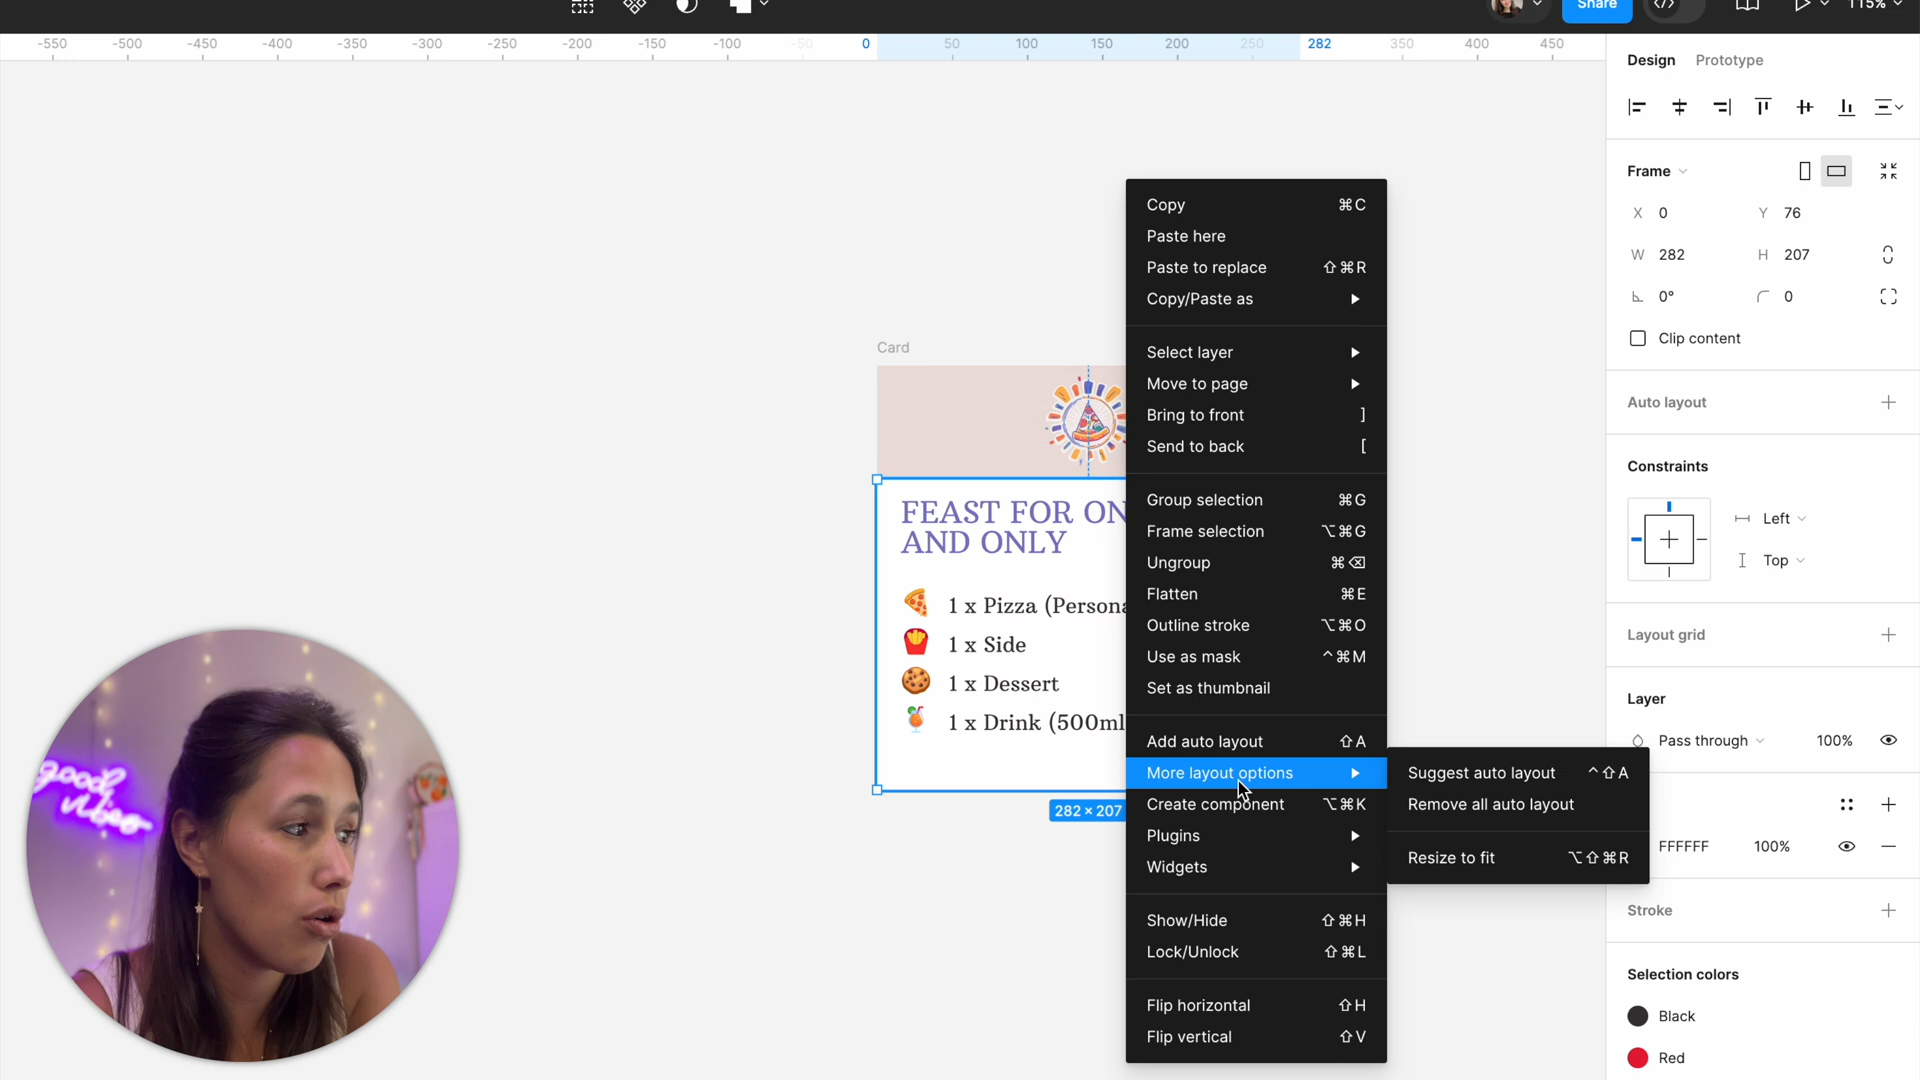 Share
115%
-550 -500 -450 -400 -350 -300 -250 -200 -150 -100 -50 0 50 100 150 200 250 282 350 400 450
Design Prototype
Frame
X 0 Y 76
W 282 H 207
0° 0
Clip content
Auto layout
Constraints
Left
Top
Layout grid
Layer
Pass through 100%
FFFFFF 100%
Stroke
Selection colors
Black
Red
Card
FEAST FOR ON
AND ONLY
1 x Pizza (Persona
1 x Side
1 x Dessert
1 x Drink (500ml
282 × 207
Copy ⌘C
Paste here
Paste to replace ⇧⌘R
Copy/Paste as
Select layer
Move to page
Bring to front ]
Send to back [
Group selection ⌘G
Frame selection ⌥⌘G
Ungroup ⌘⌫
Flatten ⌘E
Outline stroke ⌥⌘O
Use as mask ^⌘M
Set as thumbnail
Add auto layout ⇧A
More layout options
Create component ⌥⌘K
Plugins
Widgets
Show/Hide ⇧⌘H
Lock/Unlock ⇧⌘L
Flip horizontal ⇧H
Flip vertical ⇧V
Suggest auto layout ^⇧A
Remove all auto layout
Resize to fit ⌥⇧⌘R
good
vibes